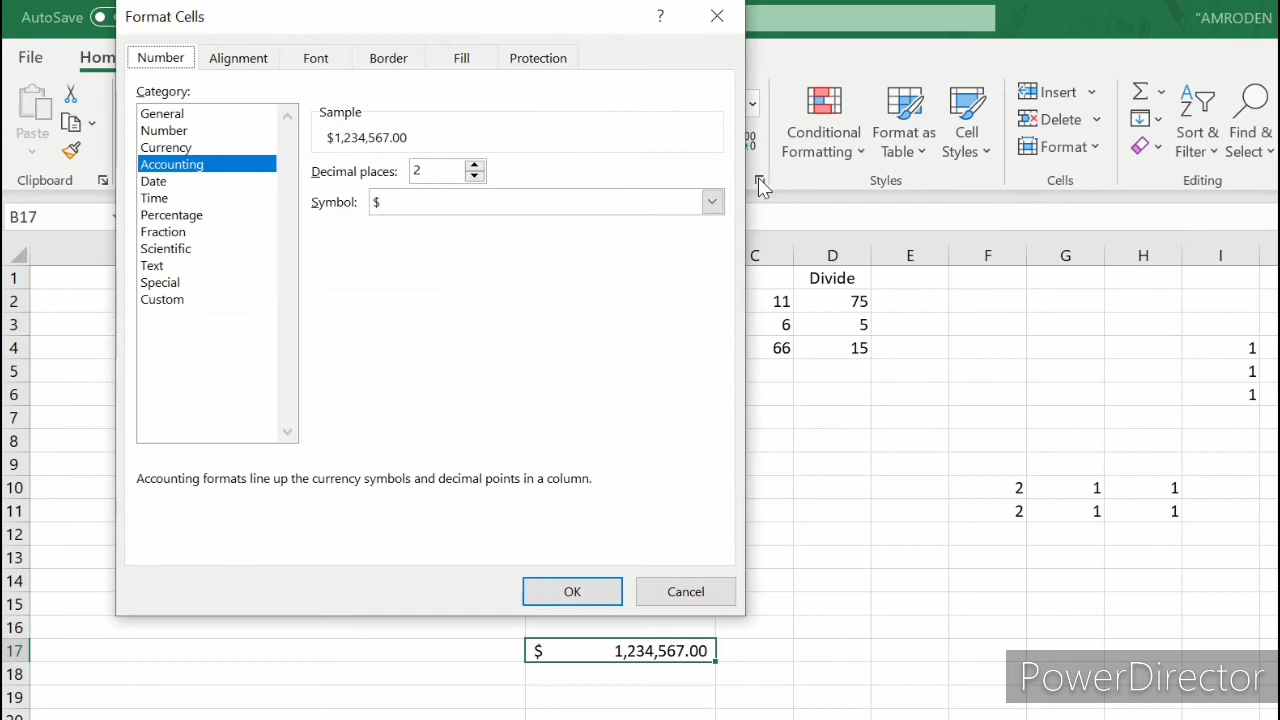 AutoSave
Format Cells
?
"AMRODEN
File
Hom
Number
Alignment
Font
Border
Fill
Protection
Category:
General
Number
Currency
Accounting
Date
Time
Percentage
Fraction
Scientific
Text
Special
Custom
Sample
$1,234,567.00
Decimal places: 2
Symbol: $
Accounting formats line up the currency symbols and decimal points in a column.
OK
Cancel
Paste
Clipboard
Conditional
Formatting
Format as
Table
Cell
Styles
Styles
Insert
Delete
Format
Cells
Sort &
Filter
Find &
Select
Editing
B17
C D E F G H I
1 Divide
2 11 75
3 6 5
4 66 15 1
5 1
6 1
7
8
9
10 2 1 1
11 2 1 1
12
13
14
15
16
17 $ 1,234,567.00
18
19
20
PowerDirector